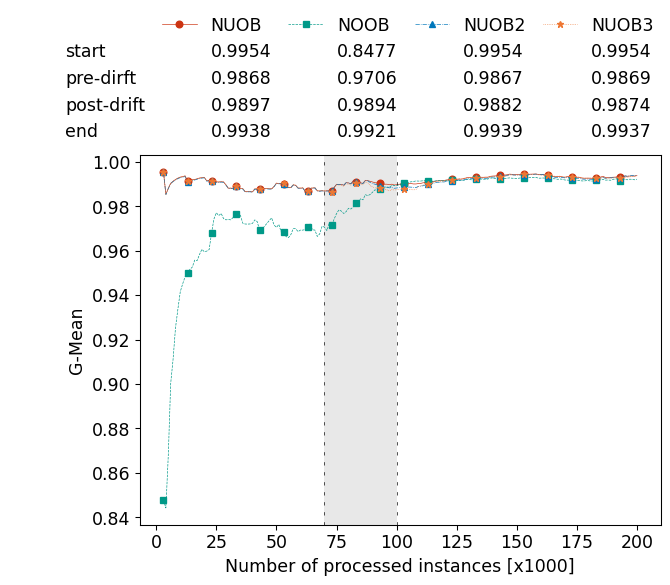 NUOB NOOB NUOB2 NUOB3
start 0.9954 0.8477 0.9954 0.9954
pre-dirft 0.9868 0.9706 0.9867 0.9869
post-drift 0.9897 0.9894 0.9882 0.9874
end 0.9938 0.9921 0.9939 0.9937
1.00
0.98
0.96
0.94
0.92
0.90
0.88
0.86
0.84
G-Mean
0 25 50 75 100 125 150 175 200
Number of processed instances [x1000]